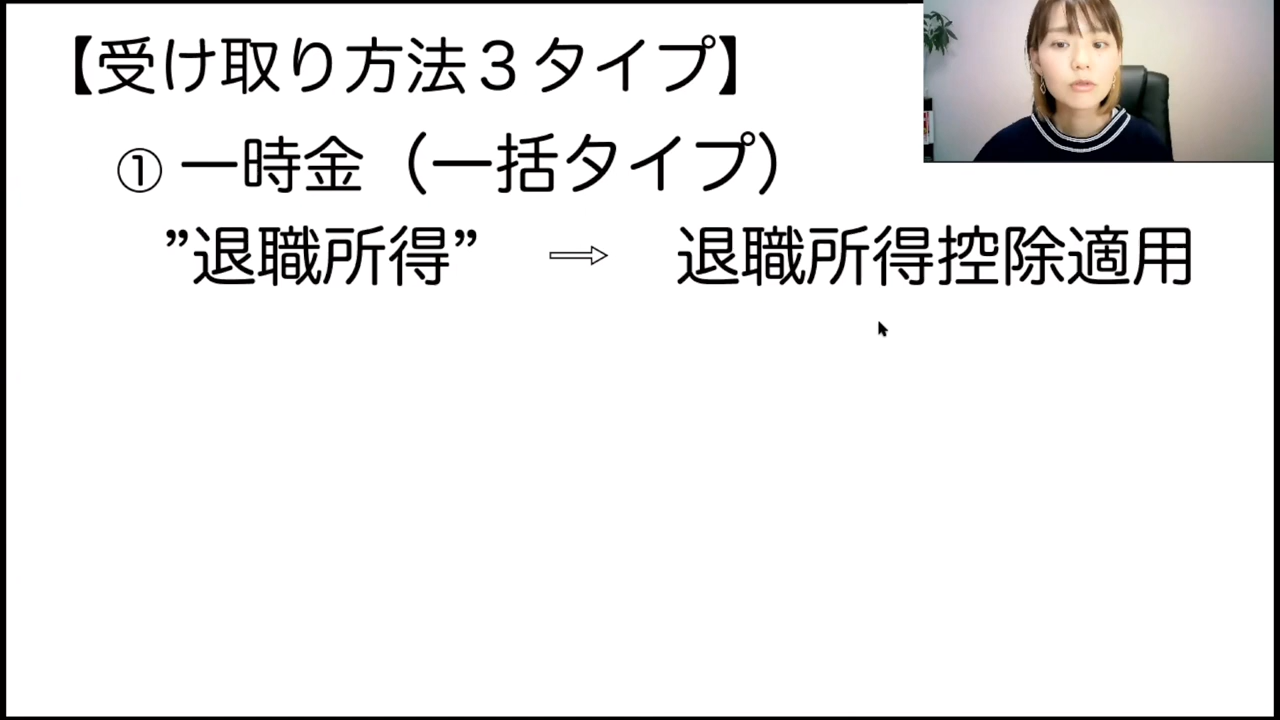 【受け取り方法３タイプ】
① 一時金（一括タイプ）
”退職所得” ⇒ 退職所得控除適用